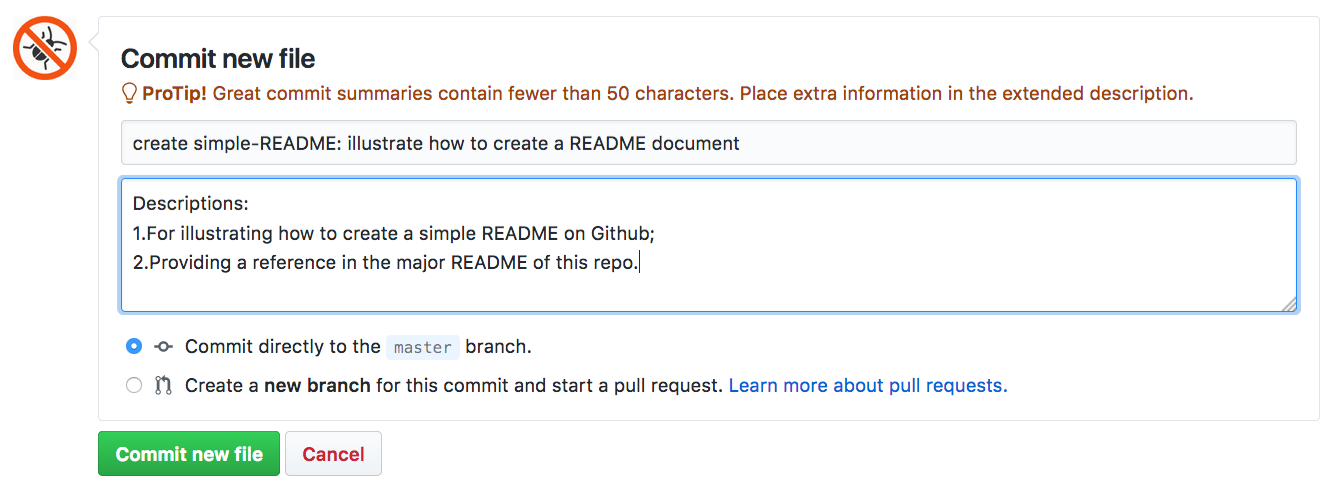 Commit new file
ProTip! Great commit summaries contain fewer than 50 characters. Place extra information in the extended description.
create simple-README: illustrate how to create a README document
Descriptions:
1.For illustrating how to create a simple README on Github;
2.Providing a reference in the major README of this repo.
Commit directly to the master branch.
Create a new branch for this commit and start a pull request. Learn more about pull requests.
Commit new file Cancel